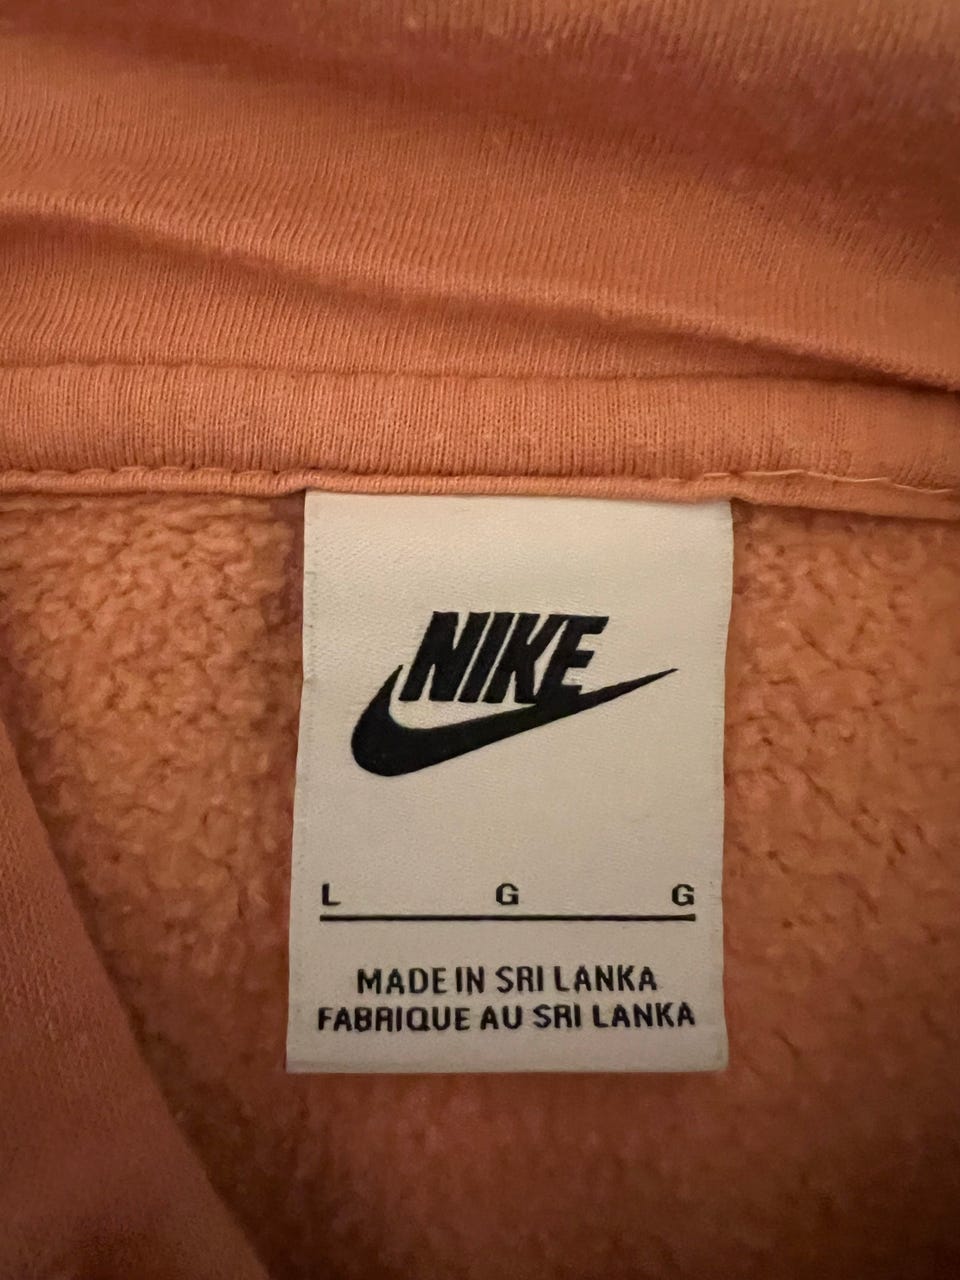 NIKE
L G G
MADE IN SRI LANKA
FABRIQUE AU SRI LANKA